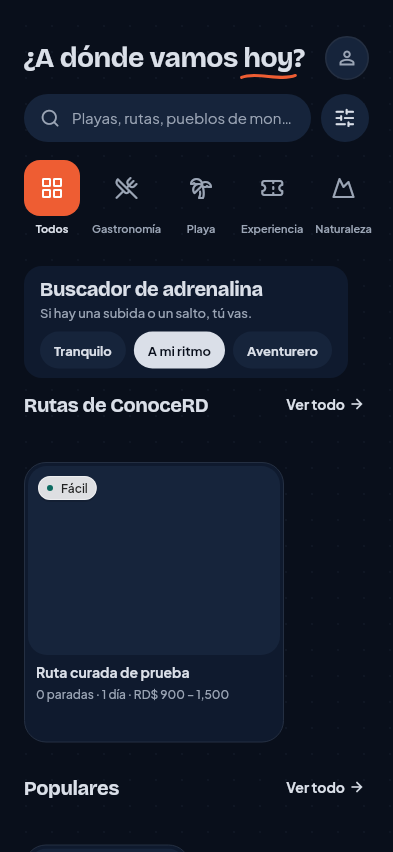 ¿A dónde vamos hoy?
Playas, rutas, pueblos de mon...
Todos
Gastronomía
Playa
Experiencia
Naturaleza
Buscador de adrenalina
Si hay una subida o un salto, tú vas.
Tranquilo
A mi ritmo
Aventurero
Rutas de ConoceRD
Ver todo →
Fácil
Ruta curada de prueba
0 paradas · 1 día · RD$ 900 – 1,500
Populares
Ver todo →